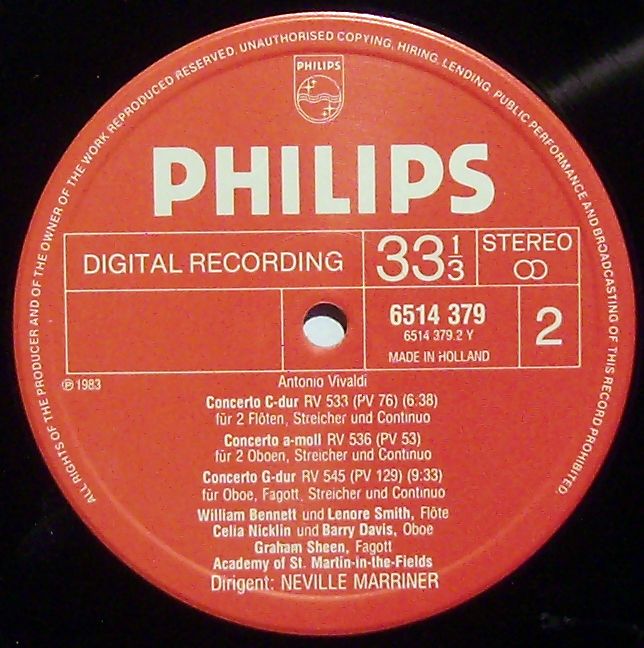 ALL RIGHTS OF THE PRODUCER AND OF THE OWNER OF THE WORK REPRODUCED RESERVED. UNAUTHORISED COPYING, HIRING, LENDING, PUBLIC PERFORMANCE AND BROADCASTING OF THIS RECORD PROHIBITED.
PHILIPS
PHILIPS
DIGITAL RECORDING
33 1/3
STEREO
6514 379
6514 379.2 Y
MADE IN HOLLAND
2
℗ 1983
Antonio Vivaldi
Concerto C-dur RV 533 (PV 76) (6:38)
für 2 Flöten, Streicher und Continuo
Concerto a-moll RV 536 (PV 53)
für 2 Oboen, Streicher und Continuo
Concerto G-dur RV 545 (PV 129) (9:33)
für Oboe, Fagott, Streicher und Continuo
William Bennett und Lenore Smith, Flöte
Celia Nicklin und Barry Davis, Oboe
Graham Sheen, Fagott
Academy of St. Martin-in-the-Fields
Dirigent: NEVILLE MARRINER